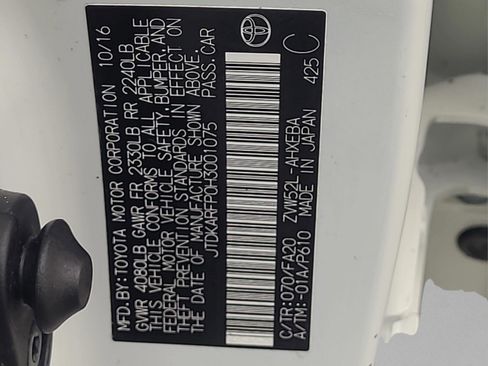 MFD.BY:TOYOTA MOTOR CORPORATION 10/16
GVWR 4080LB GAWR FR 2330LB RR 2240LB
THIS VEHICLE CONFORMS TO ALL APPLICABLE
FEDERAL MOTOR VEHICLE SAFETY,BUMPER,AND
THEFT PREVENTION STANDARDS IN EFFECT ON
THE DATE OF MANUFACTURE SHOWN ABOVE.
JTDKARFP0H3001075 PASS.CAR
C/TR:070/FA20 ZVW52L-AHXEBA
A/TM:-01A/P610 MADE IN JAPAN 425 C